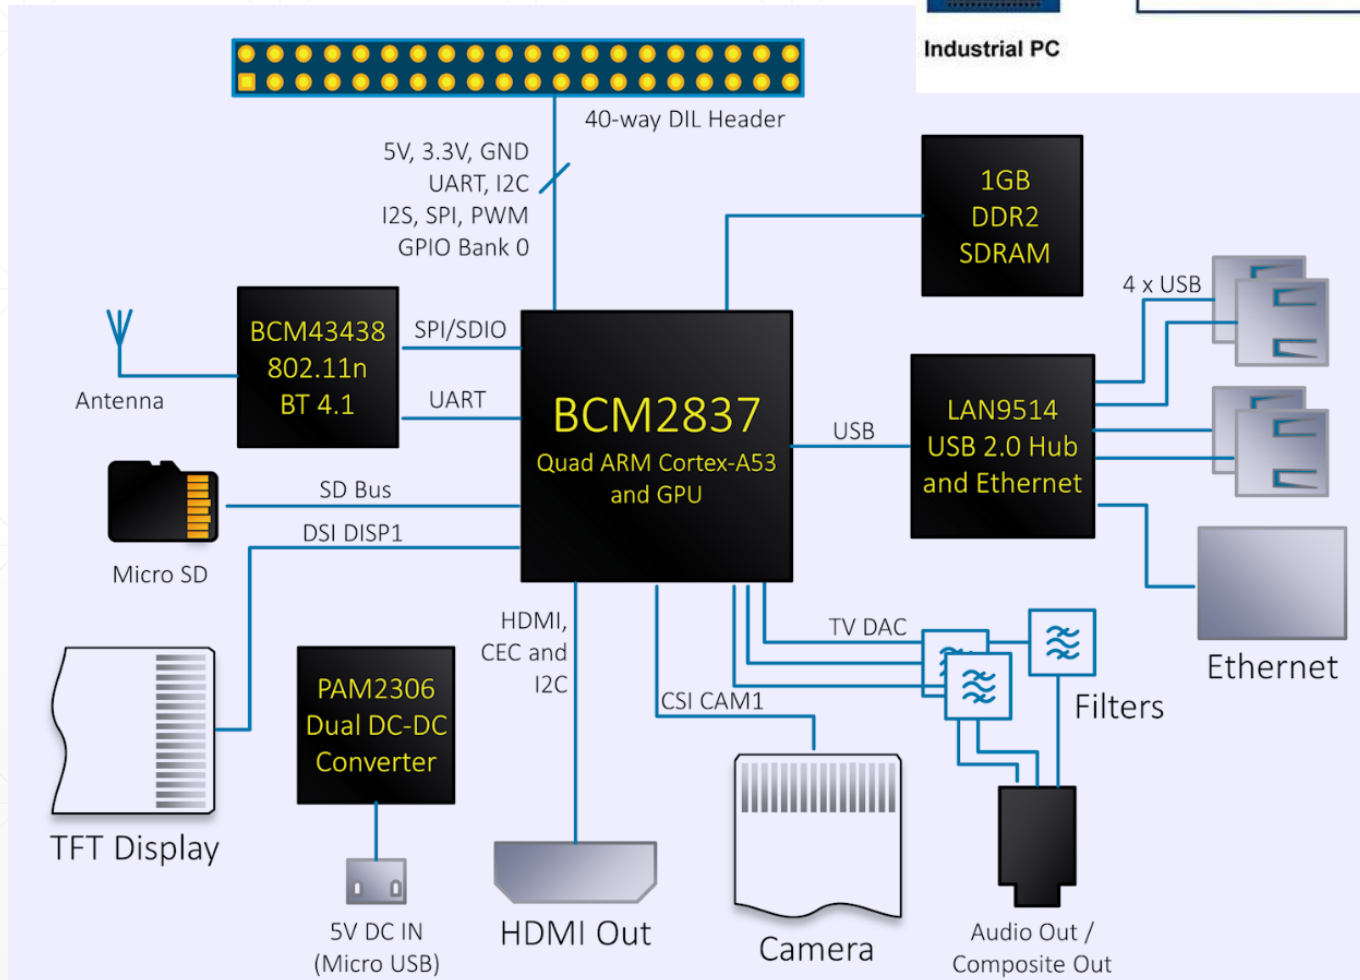 Industrial PC
40-way DIL Header
5V, 3.3V, GND
UART, I2C
I2S, SPI, PWM
GPIO Bank 0
1GB
DDR2
SDRAM
4 x USB
BCM43438
802.11n
BT 4.1
SPI/SDIO
UART
Antenna
BCM2837
Quad ARM Cortex-A53
and GPU
USB
LAN9514
USB 2.0 Hub
and Ethernet
SD Bus
DSI DISP1
Micro SD
HDMI,
CEC and
I2C
TV DAC
CSI CAM1
Filters
Ethernet
PAM2306
Dual DC-DC
Converter
TFT Display
5V DC IN
(Micro USB)
HDMI Out
Camera
Audio Out /
Composite Out